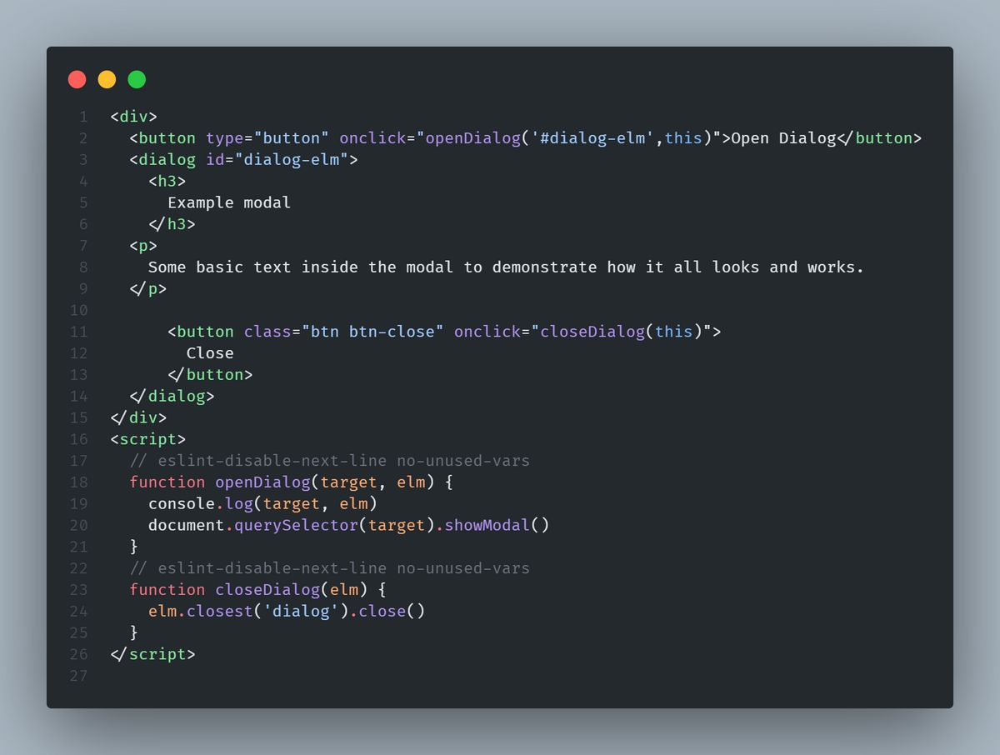 1 <div>
2   <button type="button" onclick="openDialog('#dialog-elm',this)">Open Dialog</button>
3   <dialog id="dialog-elm">
4     <h3>
5       Example modal
6     </h3>
7   <p>
8     Some basic text inside the modal to demonstrate how it all looks and works.
9   </p>
10
11       <button class="btn btn-close" onclick="closeDialog(this)">
12         Close
13       </button>
14   </dialog>
15 </div>
16 <script>
17   // eslint-disable-next-line no-unused-vars
18   function openDialog(target, elm) {
19     console.log(target, elm)
20     document.querySelector(target).showModal()
21   }
22   // eslint-disable-next-line no-unused-vars
23   function closeDialog(elm) {
24     elm.closest('dialog').close()
25   }
26 </script>
27